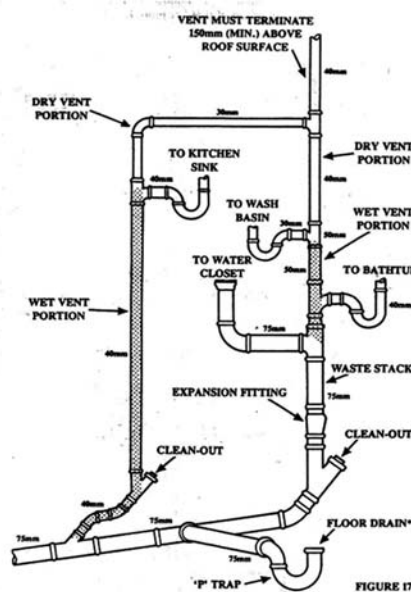 VENT MUST TERMINATE
150mm (MIN.) ABOVE
ROOF SURFACE
40mm
DRY VENT
PORTION
30mm
DRY VENT
PORTION
40mm
TO KITCHEN
SINK
40mm
TO WASH
BASIN
30mm
50mm
WET VENT
PORTION
TO WATER
CLOSET
50mm
TO BATHTUB
40mm
WET VENT
PORTION
40mm
75mm
WASTE STACK
75mm
EXPANSION FITTING
CLEAN-OUT
CLEAN-OUT
40mm
75mm
75mm
75mm
FLOOR DRAIN*
"P" TRAP
FIGURE 17